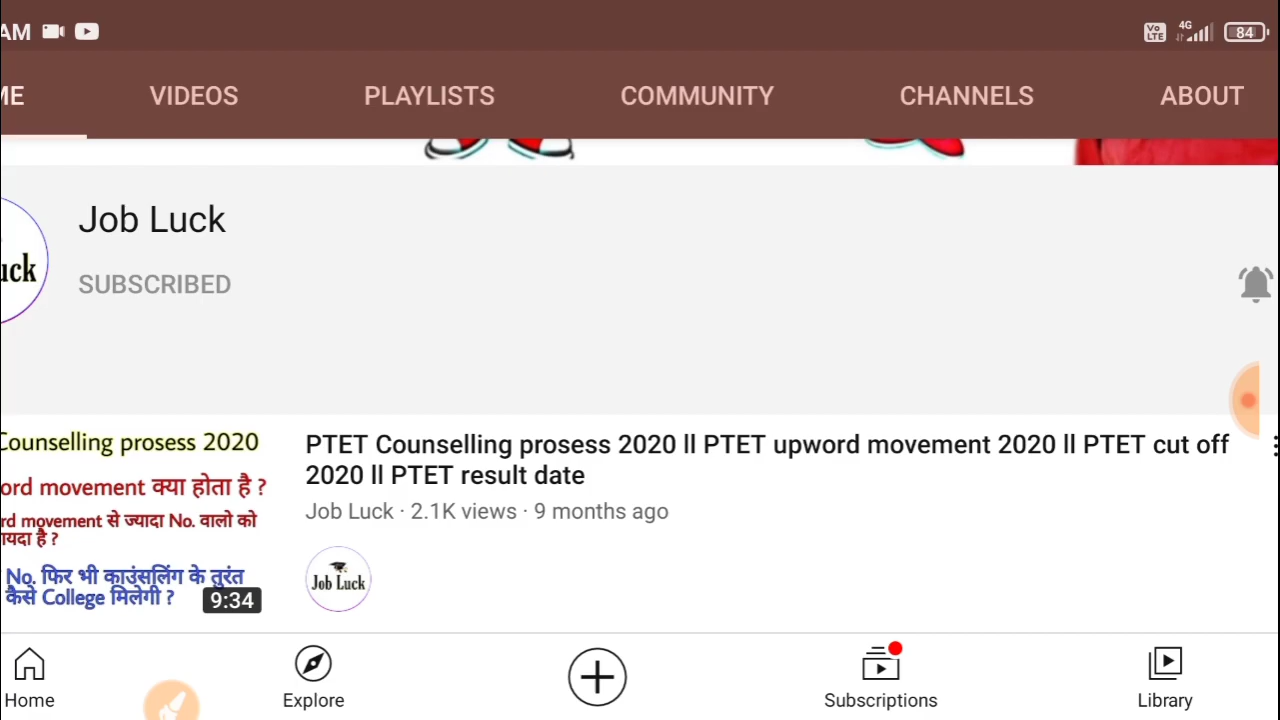 AM
VoLTE 4G 84
ME VIDEOS PLAYLISTS COMMUNITY CHANNELS ABOUT
Job Luck
uck
SUBSCRIBED
Counselling prosess 2020
ord movement क्या होता है ?
rd movement से ज्यादा No. वालो को
यदा है ?
No. फिर भी काउंसलिंग के तुरंत
कैसे College मिलेगी ?
9:34
PTET Counselling prosess 2020 ll PTET upword movement 2020 ll PTET cut off
2020 ll PTET result date
Job Luck · 2.1K views · 9 months ago
Job Luck
Home Explore Subscriptions Library